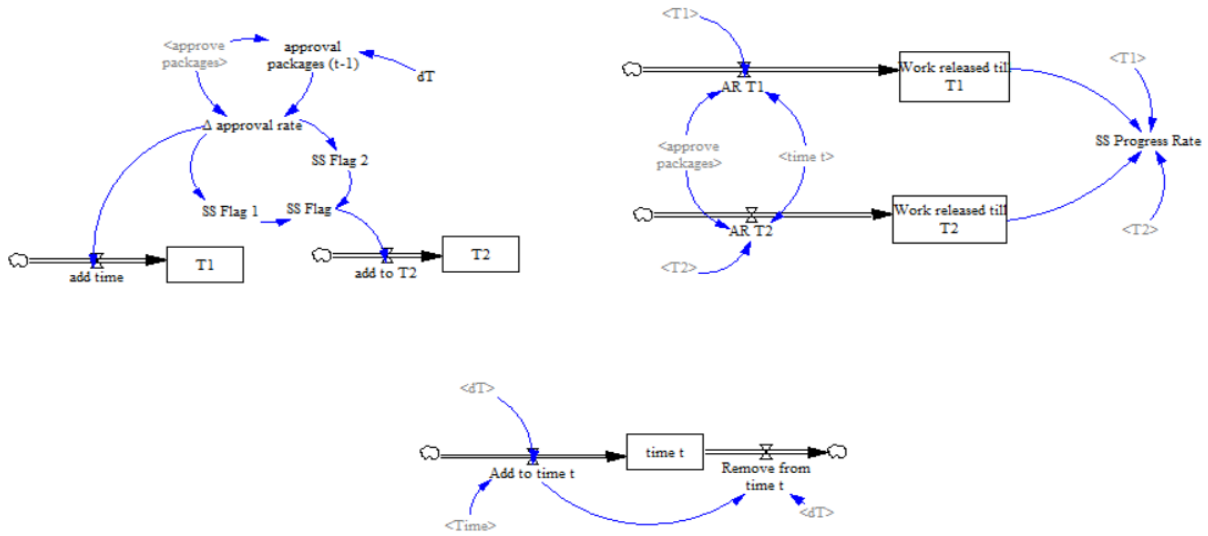 <approve
packages>
approval
packages (t-1)
dT
Δ approval rate
SS Flag 2
SS Flag 1
SS Flag
add time
T1
add to T2
T2
<T1>
AR T1
Work released till
T1
<approve
packages>
<time t>
<T1>
SS Progress Rate
AR T2
Work released till
T2
<T2>
<T2>
<dT>
Add to time t
time t
Remove from
time t
<Time>
<dT>